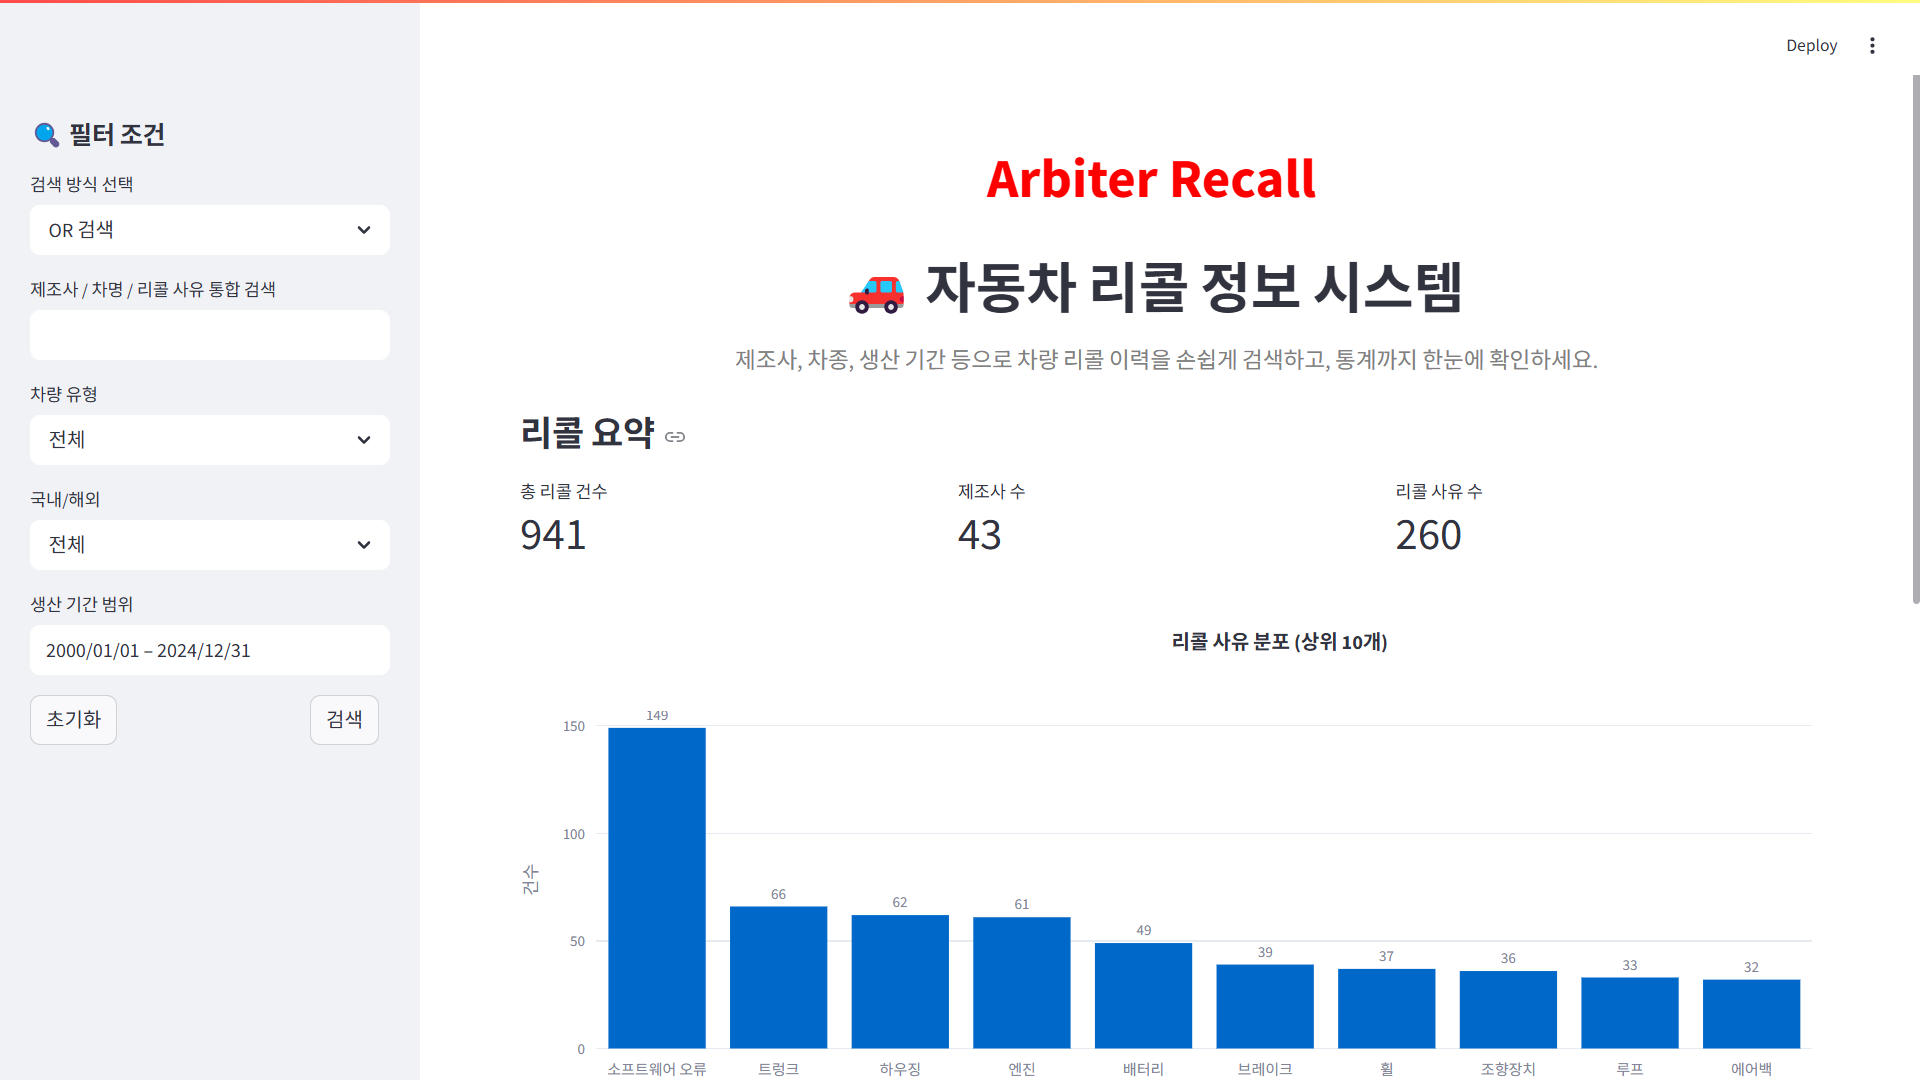 Deploy
필터 조건
검색 방식 선택
OR 검색
제조사 / 차명 / 리콜 사유 통합 검색
차량 유형
전체
국내/해외
전체
생산 기간 범위
2000/01/01 – 2024/12/31
초기화
검색
Arbiter Recall
자동차 리콜 정보 시스템
제조사, 차종, 생산 기간 등으로 차량 리콜 이력을 손쉽게 검색하고, 통계까지 한눈에 확인하세요.
리콜 요약
총 리콜 건수
941
제조사 수
43
리콜 사유 수
260
리콜 사유 분포 (상위 10개)
건수
150
100
50
0
149
66
62
61
49
39
37
36
33
32
소프트웨어 오류
트렁크
하우징
엔진
배터리
브레이크
휠
조향장치
루프
에어백